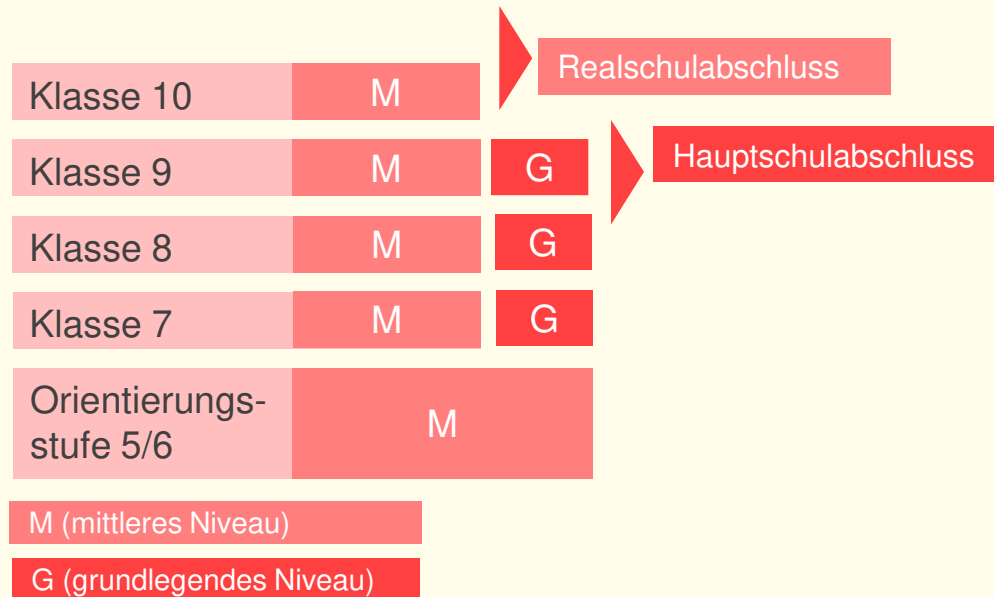 Realschulabschluss
Klasse 10 M
Hauptschulabschluss
Klasse 9 M G
Klasse 8 M G
Klasse 7 M G
Orientierungs-
stufe 5/6
M
M (mittleres Niveau)
G (grundlegendes Niveau)